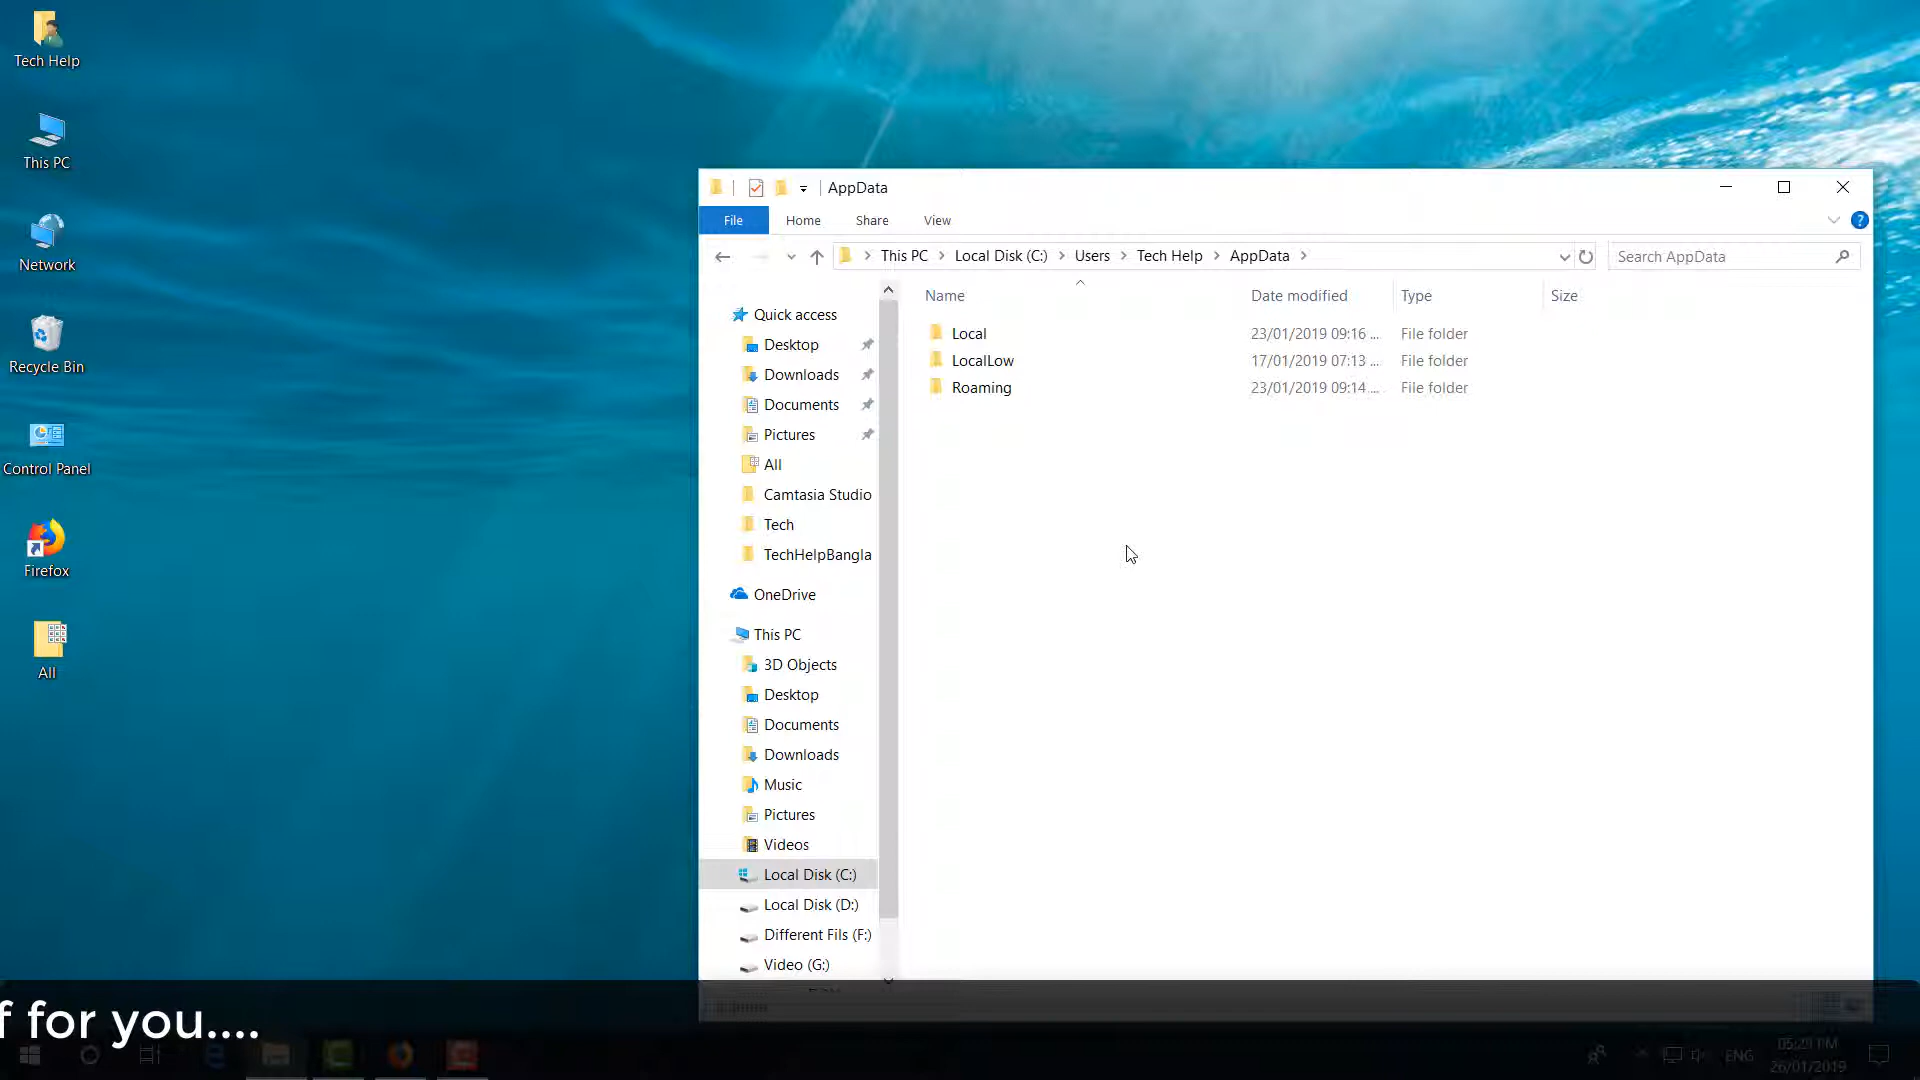 Tech Help
This PC
Network
Recycle Bin
Control Panel
Firefox
All
AppData
File Home Share View
This PC Local Disk (C:) Users Tech Help AppData
Search AppData
Name Date modified Type Size
Local 23/01/2019 09:16 ... File folder
LocalLow 17/01/2019 07:13 ... File folder
Roaming 23/01/2019 09:14 ... File folder
Quick access
Desktop
Downloads
Documents
Pictures
All
Camtasia Studio
Tech
TechHelpBangla
OneDrive
This PC
3D Objects
Desktop
Documents
Downloads
Music
Pictures
Videos
Local Disk (C:)
Local Disk (D:)
Different Fils (F:)
Video (G:)
f for you....
ENG
05:29 PM
26/01/2019